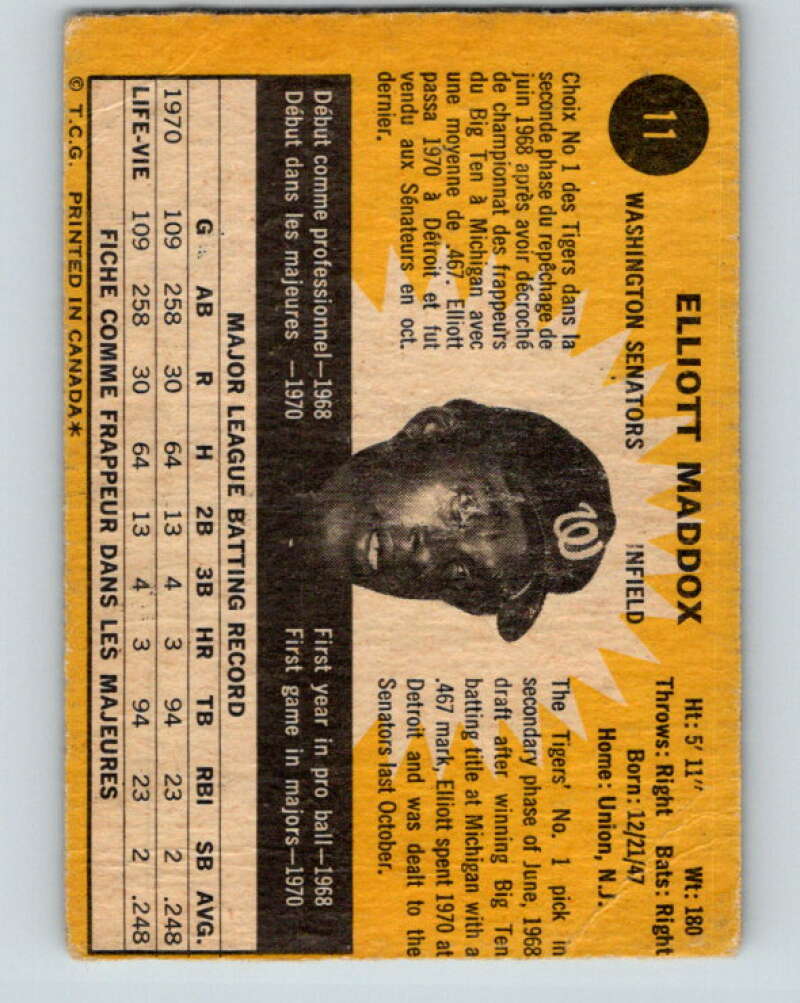 11
ELLIOTT MADDOX
WASHINGTON SENATORS INFIELD
Ht: 5' 11" Wt: 180
Throws: Right Bats: Right
Born: 12/21/47
Home: Union, N.J.
Choix No 1 des Tigers dans la
seconde phase du repêchage de
juin 1968 après avoir décroché
de championnat des frappeurs
du Big Ten à Michigan avec
une moyenne de .467. Elliott
passa 1970 à Détroit et fut
vendu aux Sénateurs en oct.
dernier.
The Tigers' No. 1 pick in
secondary phase of June, 1968
draft after winning Big Ten
batting title at Michigan with a
.467 mark, Elliott spent 1970 at
Detroit and was dealt to the
Senators last October.
Début comme professionnel—1968
Début dans les majeures —1970
First year in pro ball—1968
First game in majors—1970
MAJOR LEAGUE BATTING RECORD
G AB R H 2B 3B HR TB RBI SB AVG.
1970 109 258 30 64 13 4 3 94 23 2 .248
LIFE-VIE 109 258 30 64 13 4 3 94 23 2 .248
FICHE COMME FRAPPEUR DANS LES MAJEURES
© T.C.G. PRINTED IN CANADA*
W